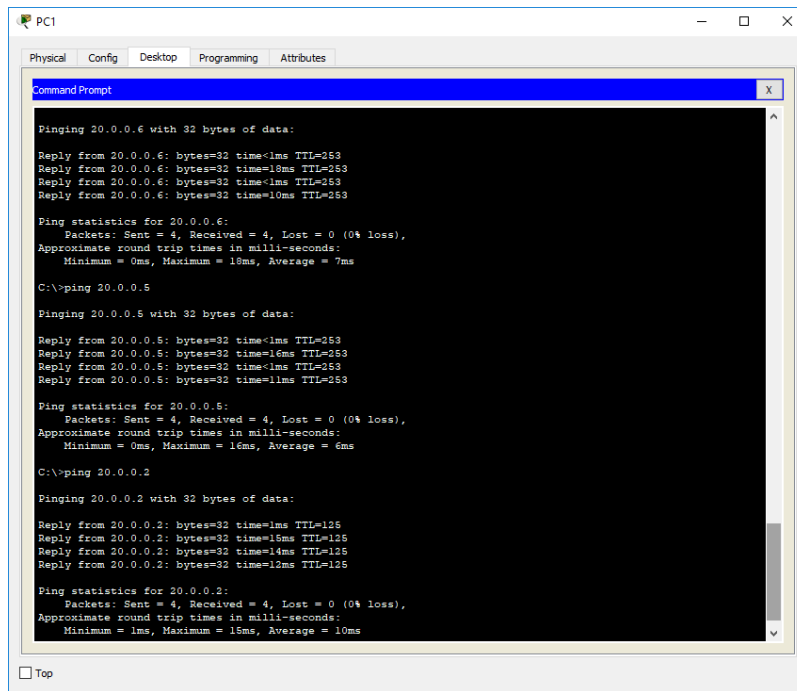 PC1
Physical Config Desktop Programming Attributes
Command Prompt
X
Pinging 20.0.0.6 with 32 bytes of data:
Reply from 20.0.0.6: bytes=32 time<1ms TTL=253
Reply from 20.0.0.6: bytes=32 time=18ms TTL=253
Reply from 20.0.0.6: bytes=32 time<1ms TTL=253
Reply from 20.0.0.6: bytes=32 time=10ms TTL=253
Ping statistics for 20.0.0.6:
Packets: Sent = 4, Received = 4, Lost = 0 (0% loss),
Approximate round trip times in milli-seconds:
Minimum = 0ms, Maximum = 18ms, Average = 7ms
C:\>ping 20.0.0.5
Pinging 20.0.0.5 with 32 bytes of data:
Reply from 20.0.0.5: bytes=32 time<1ms TTL=253
Reply from 20.0.0.5: bytes=32 time=16ms TTL=253
Reply from 20.0.0.5: bytes=32 time<1ms TTL=253
Reply from 20.0.0.5: bytes=32 time=11ms TTL=253
Ping statistics for 20.0.0.5:
Packets: Sent = 4, Received = 4, Lost = 0 (0% loss),
Approximate round trip times in milli-seconds:
Minimum = 0ms, Maximum = 16ms, Average = 6ms
C:\>ping 20.0.0.2
Pinging 20.0.0.2 with 32 bytes of data:
Reply from 20.0.0.2: bytes=32 time=1ms TTL=125
Reply from 20.0.0.2: bytes=32 time=15ms TTL=125
Reply from 20.0.0.2: bytes=32 time=14ms TTL=125
Reply from 20.0.0.2: bytes=32 time=12ms TTL=125
Ping statistics for 20.0.0.2:
Packets: Sent = 4, Received = 4, Lost = 0 (0% loss),
Approximate round trip times in milli-seconds:
Minimum = 1ms, Maximum = 15ms, Average = 10ms
Top